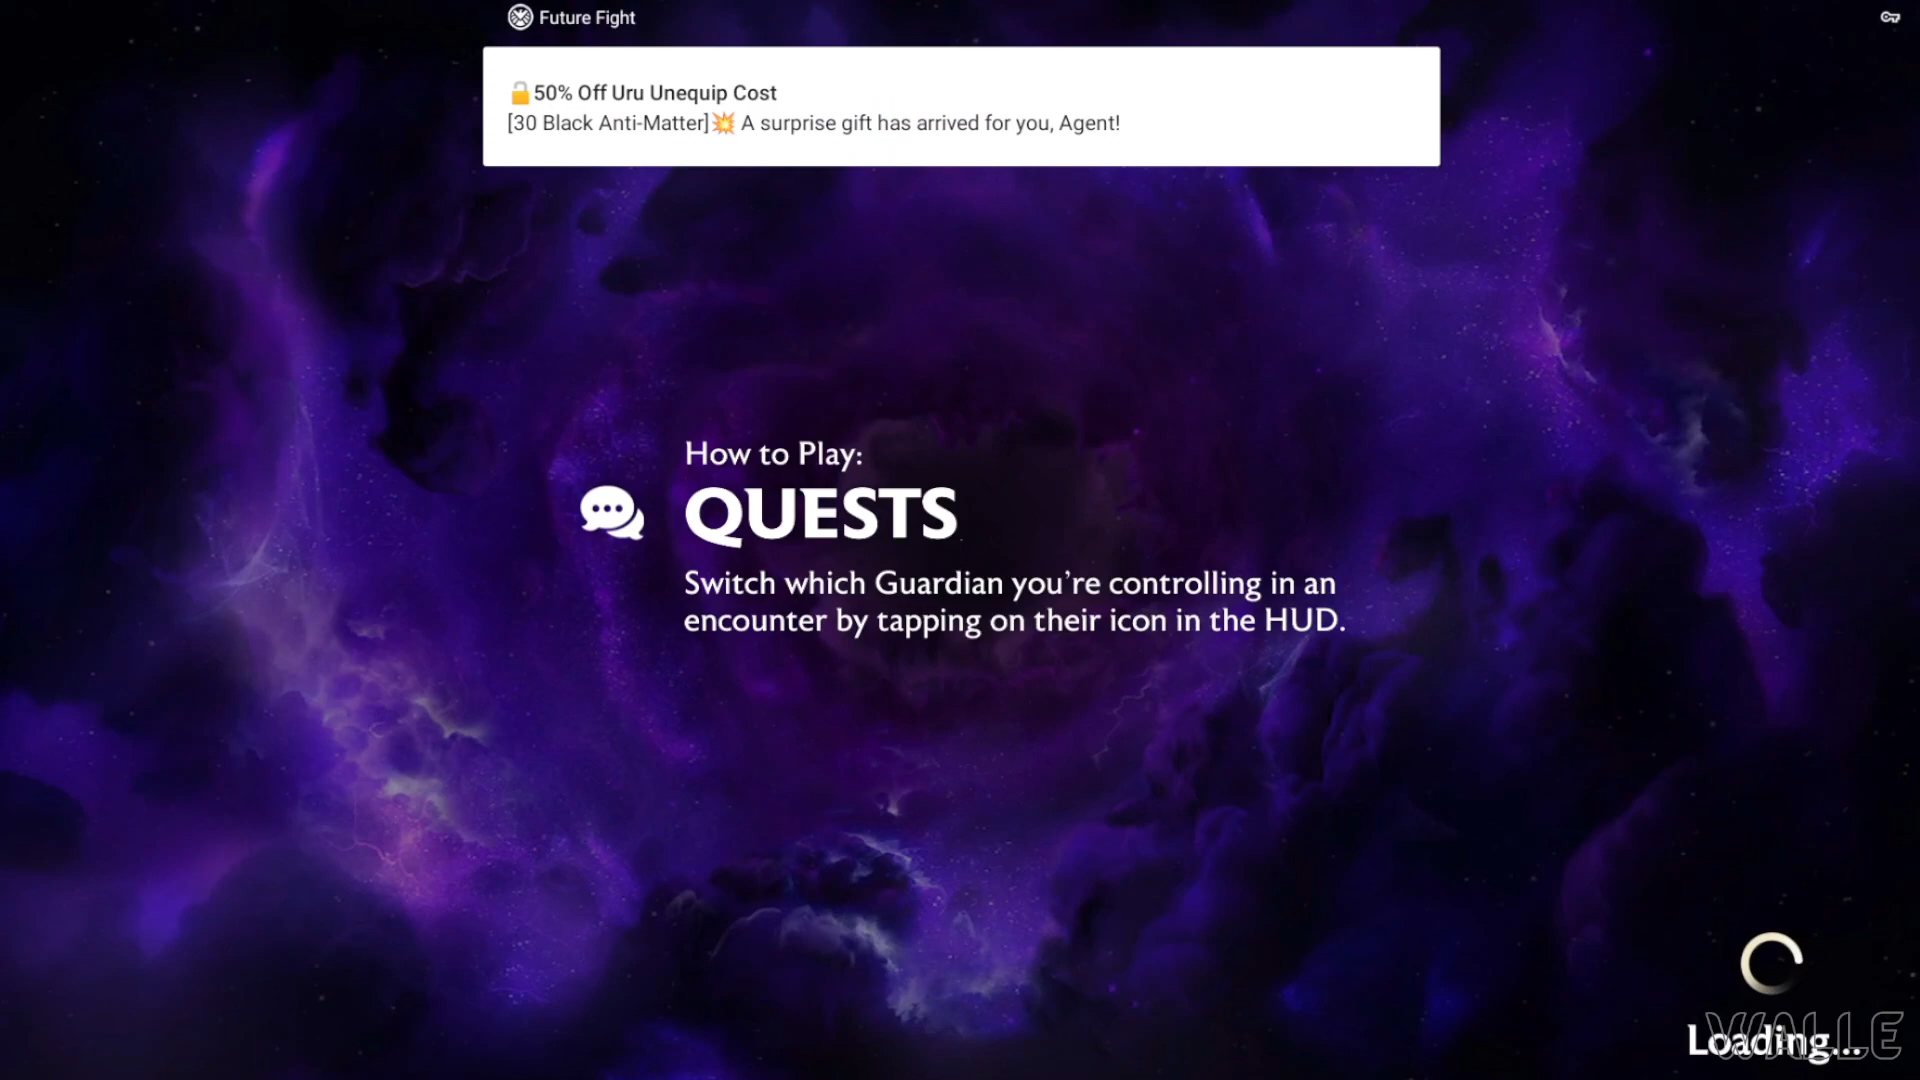 Future Fight
🔓50% Off Uru Unequip Cost
[30 Black Anti-Matter]💥 A surprise gift has arrived for you, Agent!
How to Play:
QUESTS
Switch which Guardian you’re controlling in an
encounter by tapping on their icon in the HUD.
Loading...
WALLE